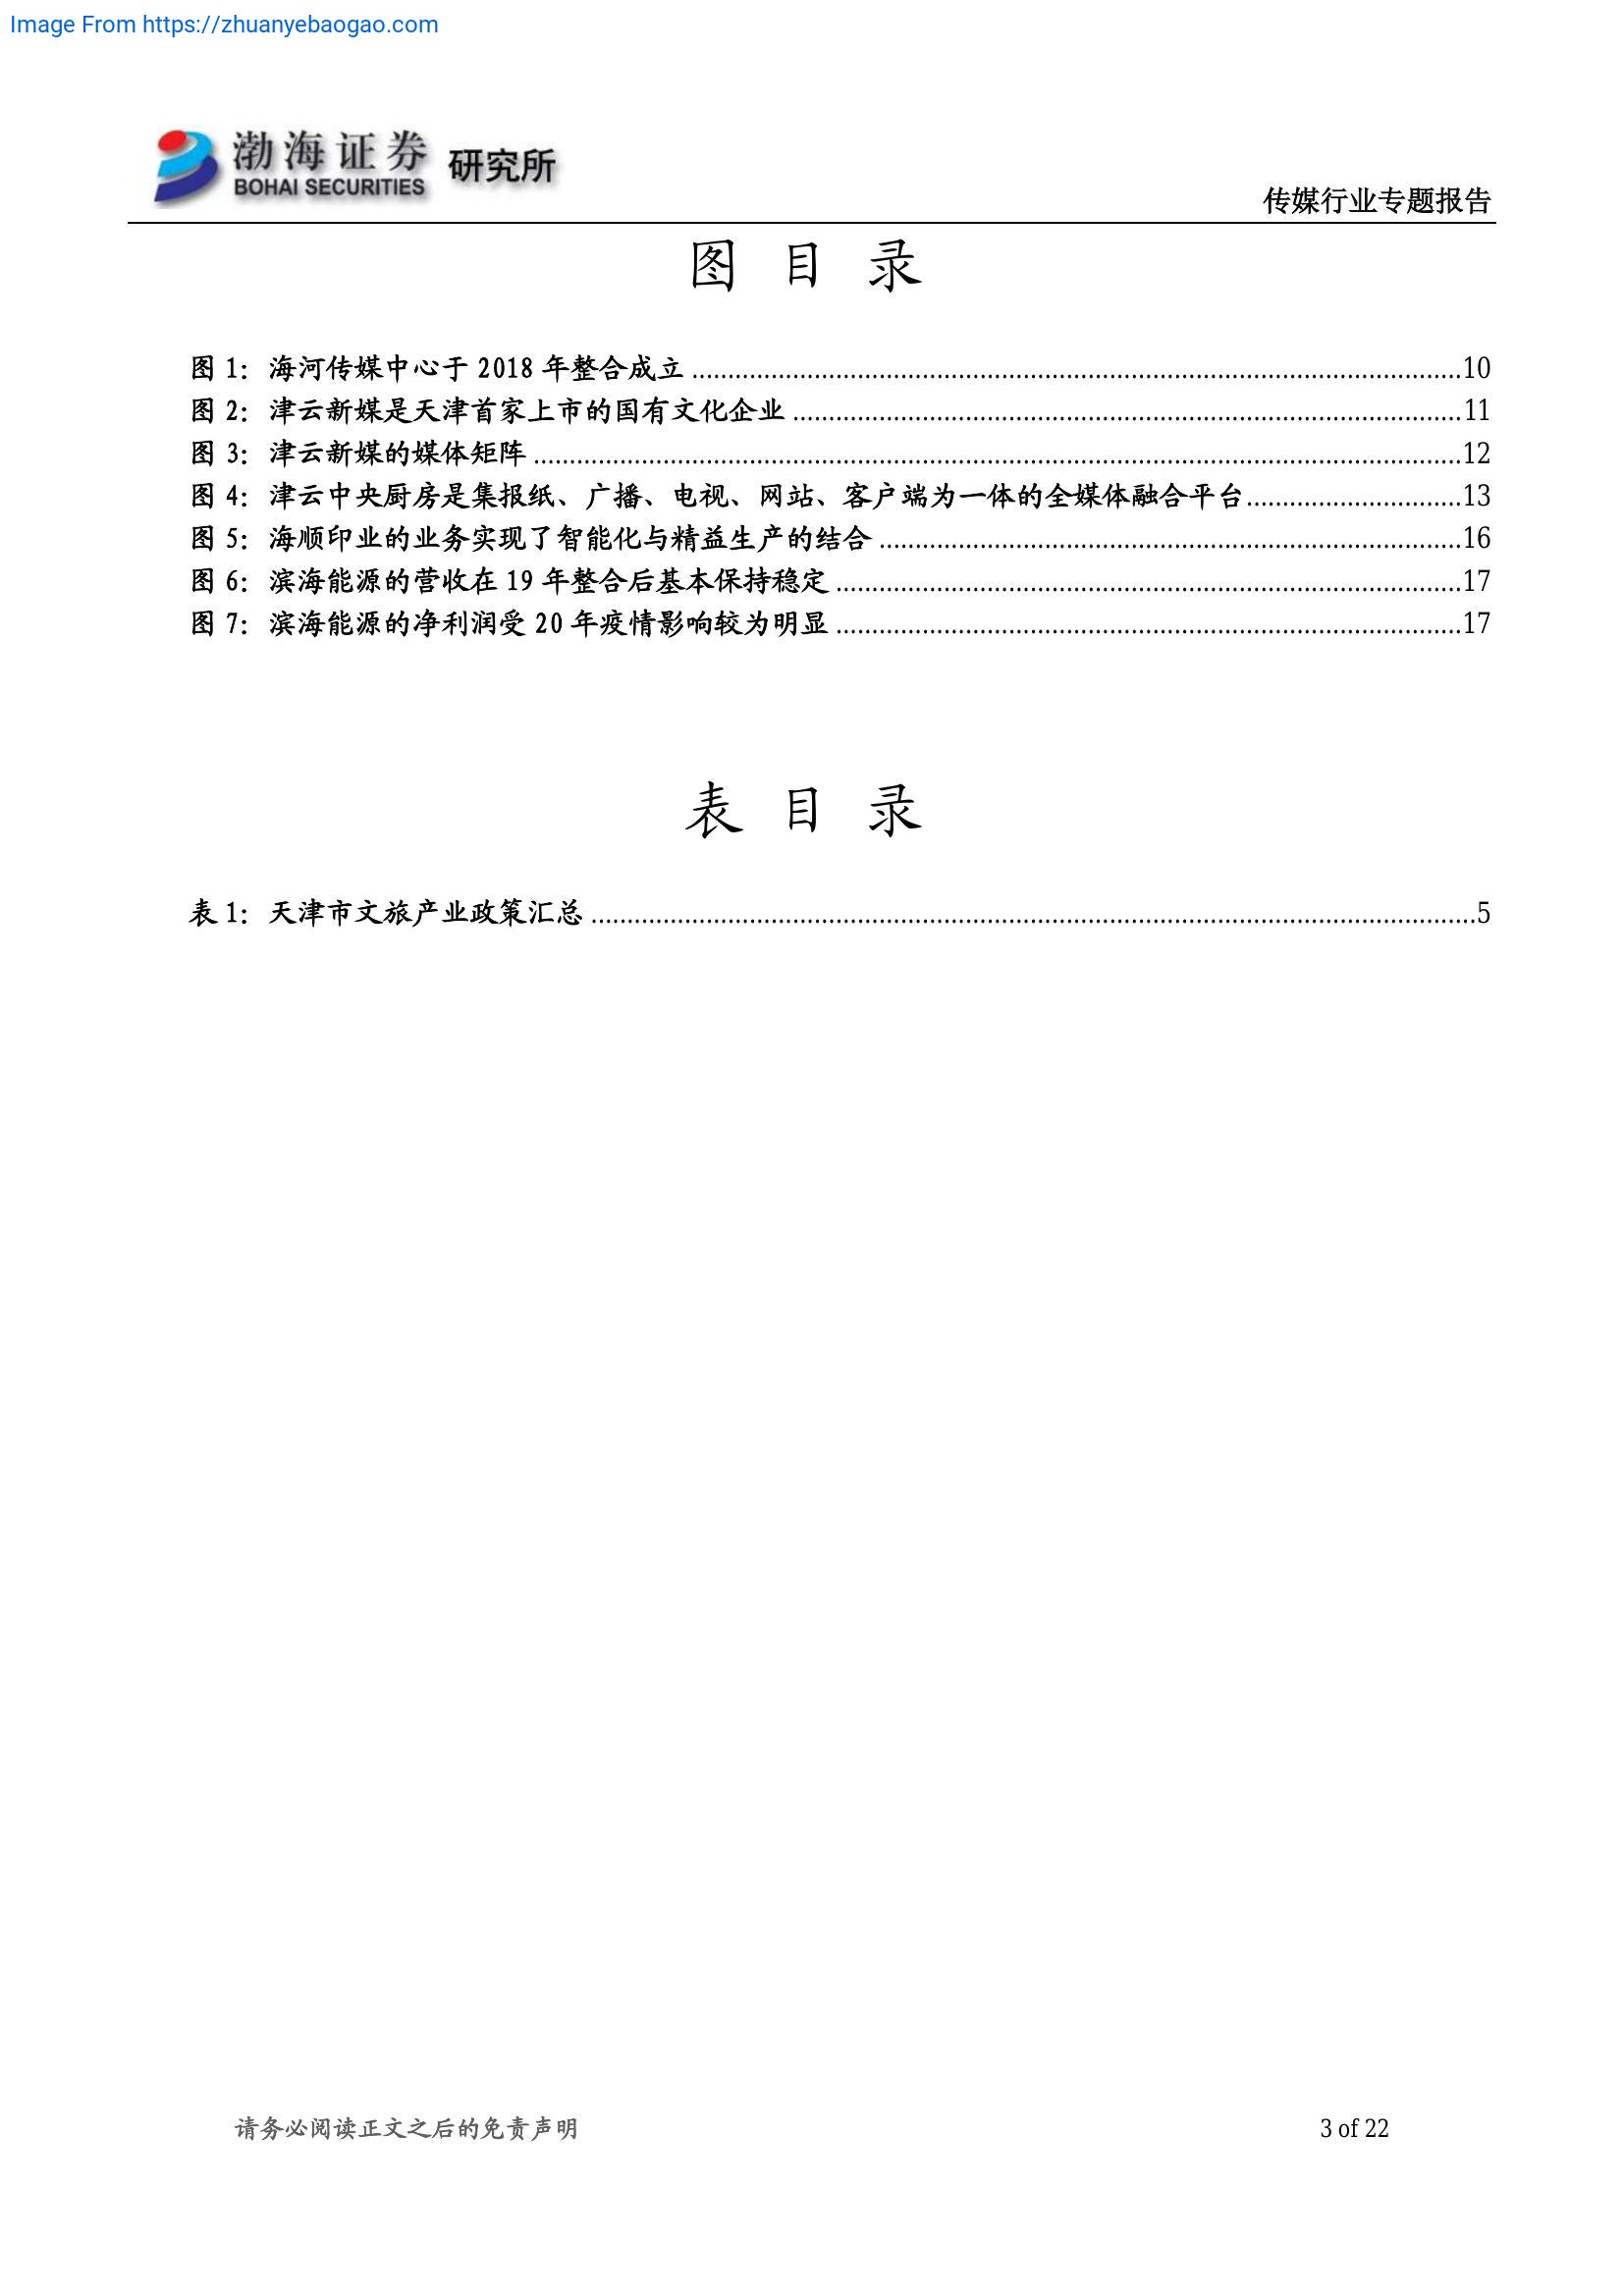 Image From https://zhuanyebaogao.com
渤海证券 研究所
BOHAI SECURITIES
传媒行业专题报告
图 目 录
图 1：海河传媒中心于 2018 年整合成立........10
图 2：津云新媒是天津首家上市的国有文化企业........11
图 3：津云新媒的媒体矩阵........12
图 4：津云中央厨房是集报纸、广播、电视、网站、客户端为一体的全媒体融合平台........13
图 5：海顺印业的业务实现了智能化与精益生产的结合........16
图 6：滨海能源的营收在 19 年整合后基本保持稳定........17
图 7：滨海能源的净利润受 20 年疫情影响较为明显........17
表 目 录
表 1：天津市文旅产业政策汇总........5
请务必阅读正文之后的免责声明
3 of 22